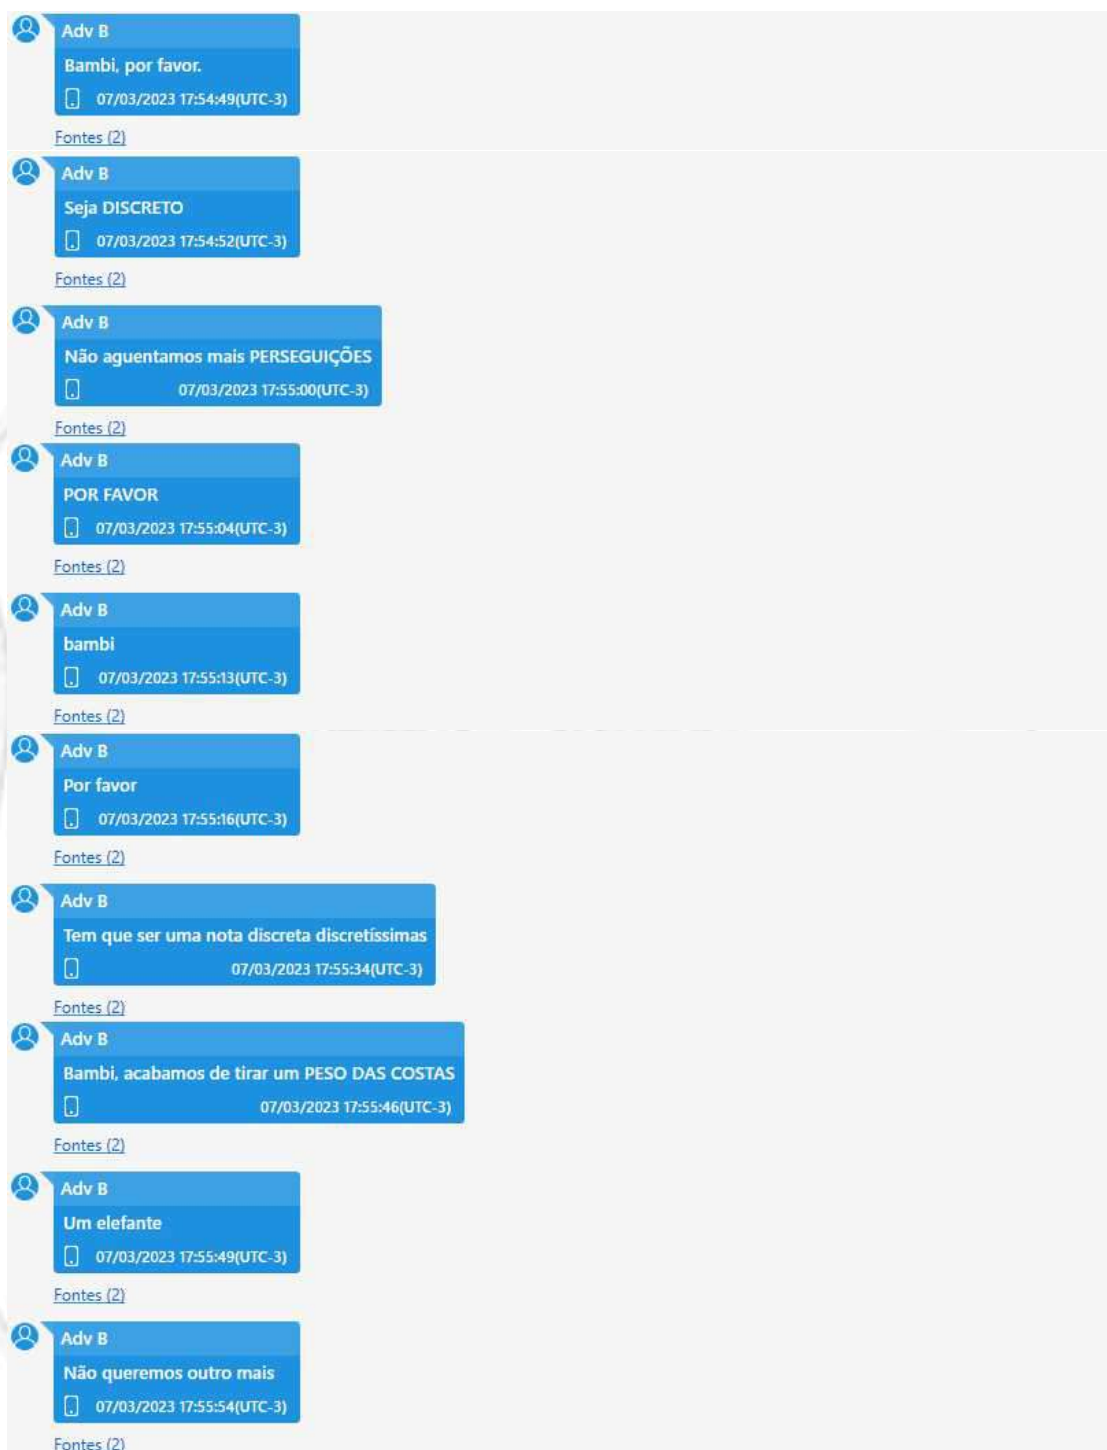 Adv B
Bambi, por favor.
07/03/2023 17:54:49(UTC-3)
Fontes (2)
Adv B
Seja DISCRETO
07/03/2023 17:54:52(UTC-3)
Fontes (2)
Adv B
Não aguentamos mais PERSEGUIÇÕES
07/03/2023 17:55:00(UTC-3)
Fontes (2)
Adv B
POR FAVOR
07/03/2023 17:55:04(UTC-3)
Fontes (2)
Adv B
bambi
07/03/2023 17:55:13(UTC-3)
Fontes (2)
Adv B
Por favor
07/03/2023 17:55:16(UTC-3)
Fontes (2)
Adv B
Tem que ser uma nota discreta discretíssimas
07/03/2023 17:55:34(UTC-3)
Fontes (2)
Adv B
Bambi, acabamos de tirar um PESO DAS COSTAS
07/03/2023 17:55:46(UTC-3)
Fontes (2)
Adv B
Um elefante
07/03/2023 17:55:49(UTC-3)
Fontes (2)
Adv B
Não queremos outro mais
07/03/2023 17:55:54(UTC-3)
Fontes (2)